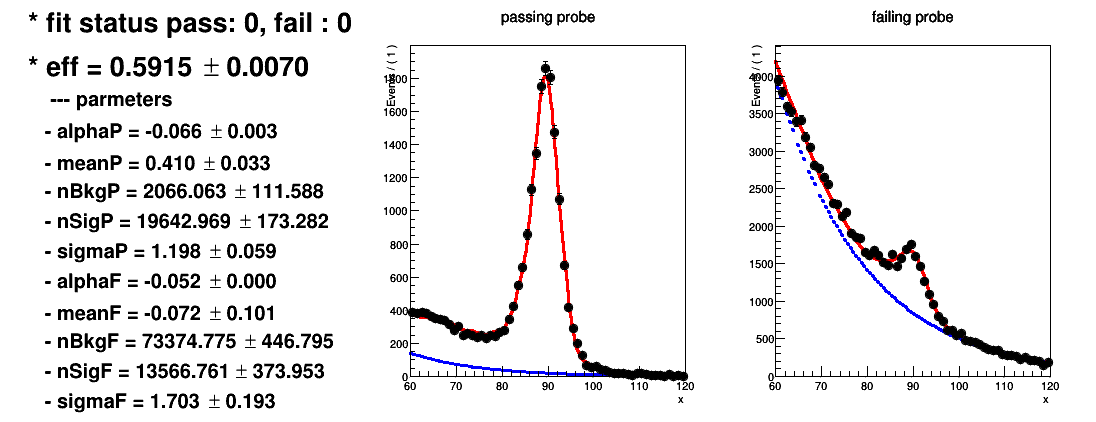 * fit status pass: 0, fail : 0
* eff = 0.5915 ± 0.0070
--- parmeters
- alphaP = -0.066 ± 0.003
- meanP = 0.410 ± 0.033
- nBkgP = 2066.063 ± 111.588
- nSigP = 19642.969 ± 173.282
- sigmaP = 1.198 ± 0.059
- alphaF = -0.052 ± 0.000
- meanF = -0.072 ± 0.101
- nBkgF = 73374.775 ± 446.795
- nSigF = 13566.761 ± 373.953
- sigmaF = 1.703 ± 0.193
passing probe
Events / ( 1 )
1800
1600
1400
1200
1000
800
600
400
200
0
60 70 80 90 100 110 120
x
failing probe
Events / ( 1 )
4000
3500
3000
2500
2000
1500
1000
500
0
60 70 80 90 100 110 120
x